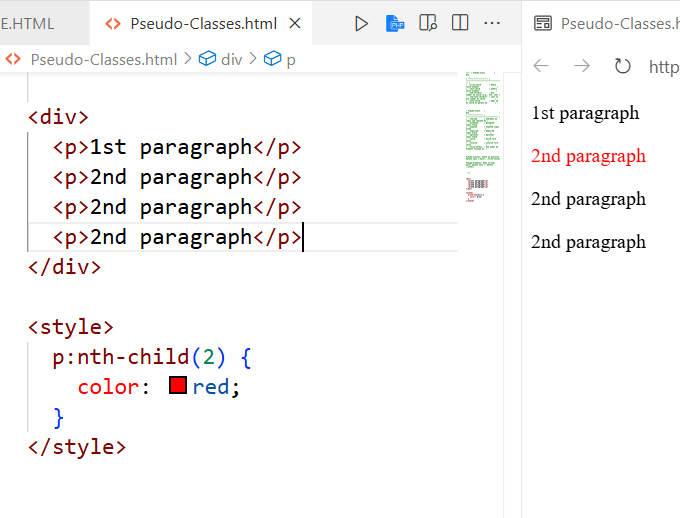 E.HTML
<> Pseudo-Classes.html ×
<> Pseudo-Classes.html > div > p
<div>
<p>1st paragraph</p>
<p>2nd paragraph</p>
<p>2nd paragraph</p>
<p>2nd paragraph</p>
</div>
<style>
p:nth-child(2) {
color: red;
}
</style>
Pseudo-Classes.h
http
1st paragraph
2nd paragraph
2nd paragraph
2nd paragraph